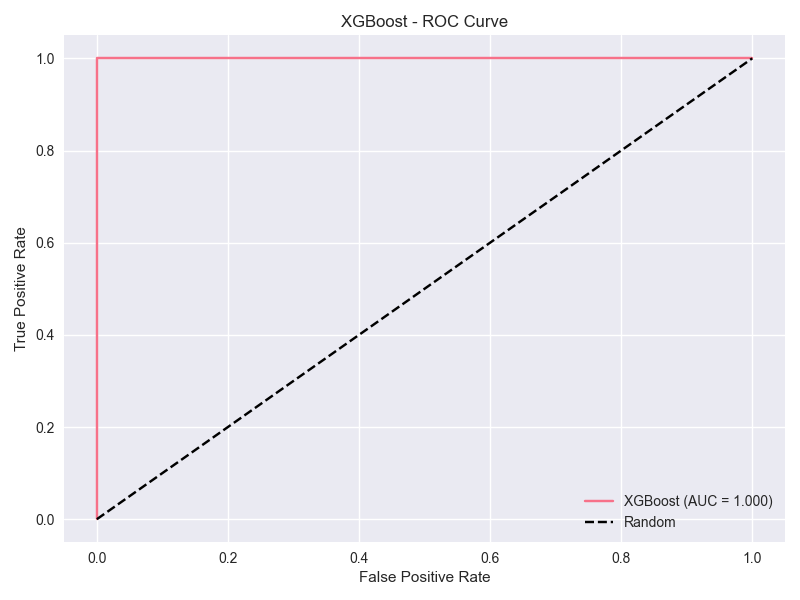 XGBoost - ROC Curve
1.0
0.8
0.6
0.4
0.2
0.0
True Positive Rate
XGBoost (AUC = 1.000)
Random
0.0 0.2 0.4 0.6 0.8 1.0
False Positive Rate